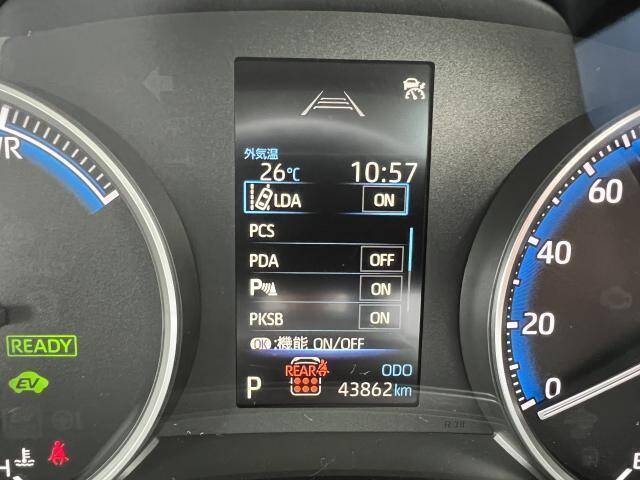 外気温
26℃ 10:57
LDA ON
PCS
PDA OFF
P ON
PKSB ON
OK :機能 ON/OFF
REAR
ODO
P 43862km
WR
READY
EV
H
60
40
20
0
E